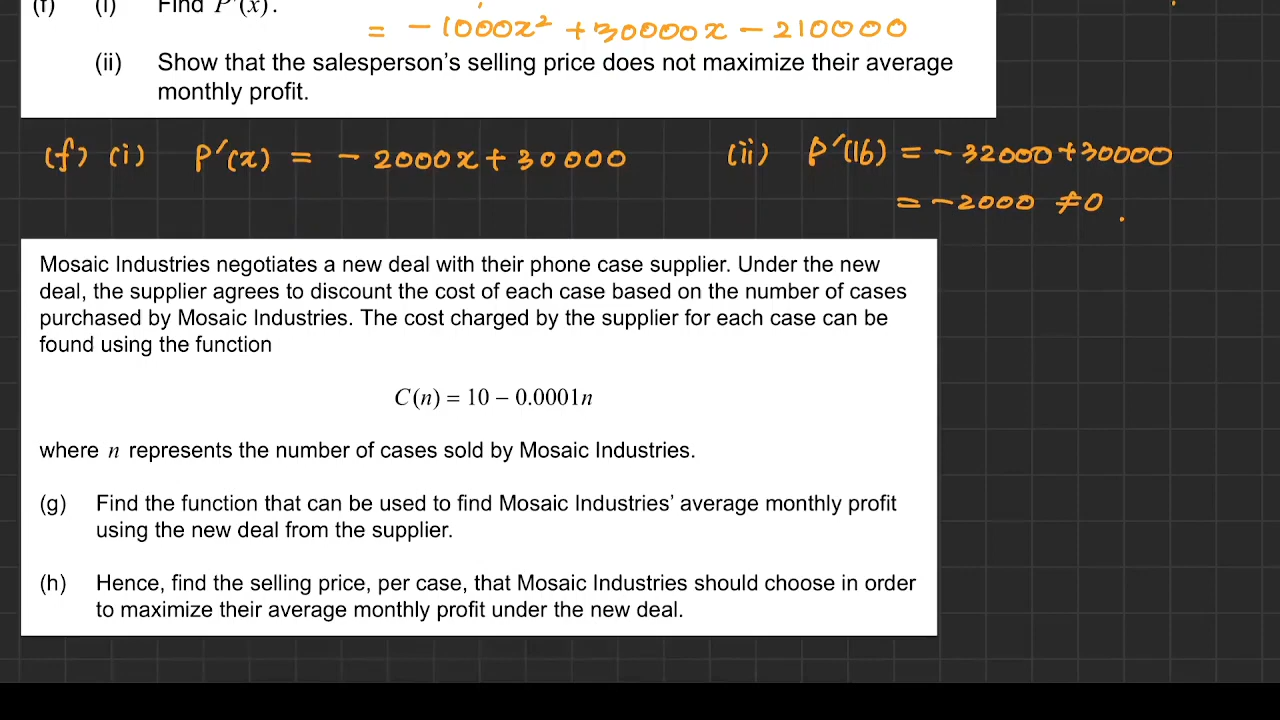 (f) (i) Find P'(x).
= -1000x² + 30000x - 210000
(ii) Show that the salesperson's selling price does not maximize their average
monthly profit.
(f) (i) P'(x) = -2000x + 30000
(ii) P'(16) = -32000 + 30000
= -2000 ≠ 0.
Mosaic Industries negotiates a new deal with their phone case supplier. Under the new
deal, the supplier agrees to discount the cost of each case based on the number of cases
purchased by Mosaic Industries. The cost charged by the supplier for each case can be
found using the function
C(n) = 10 − 0.0001n
where n represents the number of cases sold by Mosaic Industries.
(g) Find the function that can be used to find Mosaic Industries' average monthly profit
using the new deal from the supplier.
(h) Hence, find the selling price, per case, that Mosaic Industries should choose in order
to maximize their average monthly profit under the new deal.